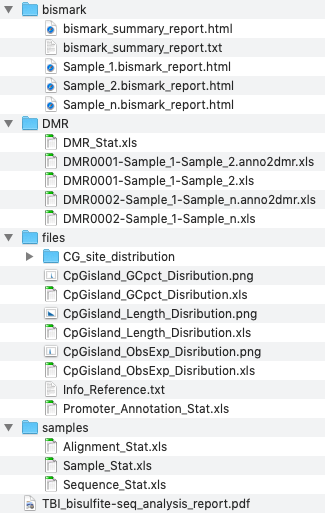 bismark
bismark_summary_report.html
bismark_summary_report.txt
Sample_1.bismark_report.html
Sample_2.bismark_report.html
Sample_n.bismark_report.html
DMR
DMR_Stat.xls
DMR0001-Sample_1-Sample_2.anno2dmr.xls
DMR0001-Sample_1-Sample_2.xls
DMR0002-Sample_1-Sample_n.anno2dmr.xls
DMR0002-Sample_1-Sample_n.xls
files
CG_site_distribution
CpGisland_GCpct_Disribution.png
CpGisland_GCpct_Disribution.xls
CpGisland_Length_Disribution.png
CpGisland_Length_Disribution.xls
CpGisland_ObsExp_Disribution.png
CpGisland_ObsExp_Disribution.xls
Info_Reference.txt
Promoter_Annotation_Stat.xls
samples
Alignment_Stat.xls
Sample_Stat.xls
Sequence_Stat.xls
TBI_bisulfite-seq_analysis_report.pdf